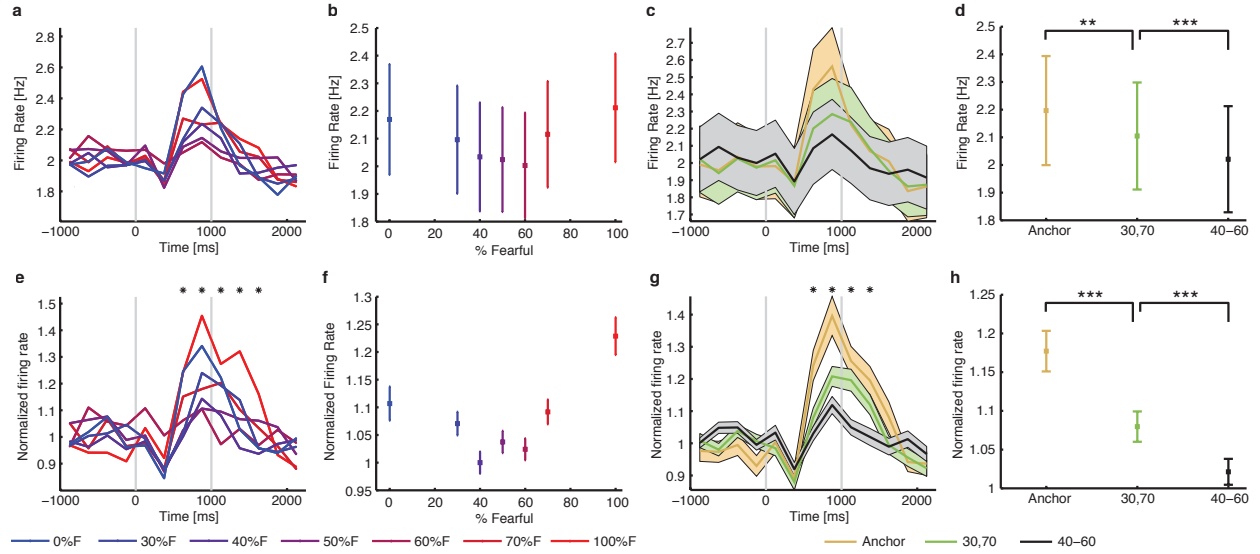 a
b
c
d
Firing Rate [Hz]
2.8
2.6
2.4
2.2
2
1.8
−1000 0 1000 2000
Time [ms]
Firing Rate [Hz]
2.5
2.4
2.3
2.2
2.1
2
1.9
1.8
0 20 40 60 80 100
% Fearful
Firing Rate [Hz]
2.7
2.6
2.5
2.4
2.3
2.2
2.1
2
1.9
1.8
1.7
−1000 0 1000 2000
Time [ms]
Firing Rate [Hz]
2.5
2.4
2.3
2.2
2.1
2
1.9
1.8
** ***
Anchor 30,70 40−60
e
f
g
h
Normalized firing rate
1.5
1.4
1.3
1.2
1.1
1
0.9
* * * * *
−1000 0 1000 2000
Time [ms]
Normalized Firing Rate
1.3
1.25
1.2
1.15
1.1
1.05
1.00
0.95
0 20 40 60 80 100
% Fearful
Normalized firing rate
1.4
1.3
1.2
1.1
1
0.9
* * * *
−1000 0 1000 2000
Time [ms]
Normalized firing rate
1.25
1.2
1.15
1.10
1.05
1
*** ***
Anchor 30,70 40−60
0%F 30%F 40%F 50%F 60%F 70%F 100%F
Anchor 30,70 40−60